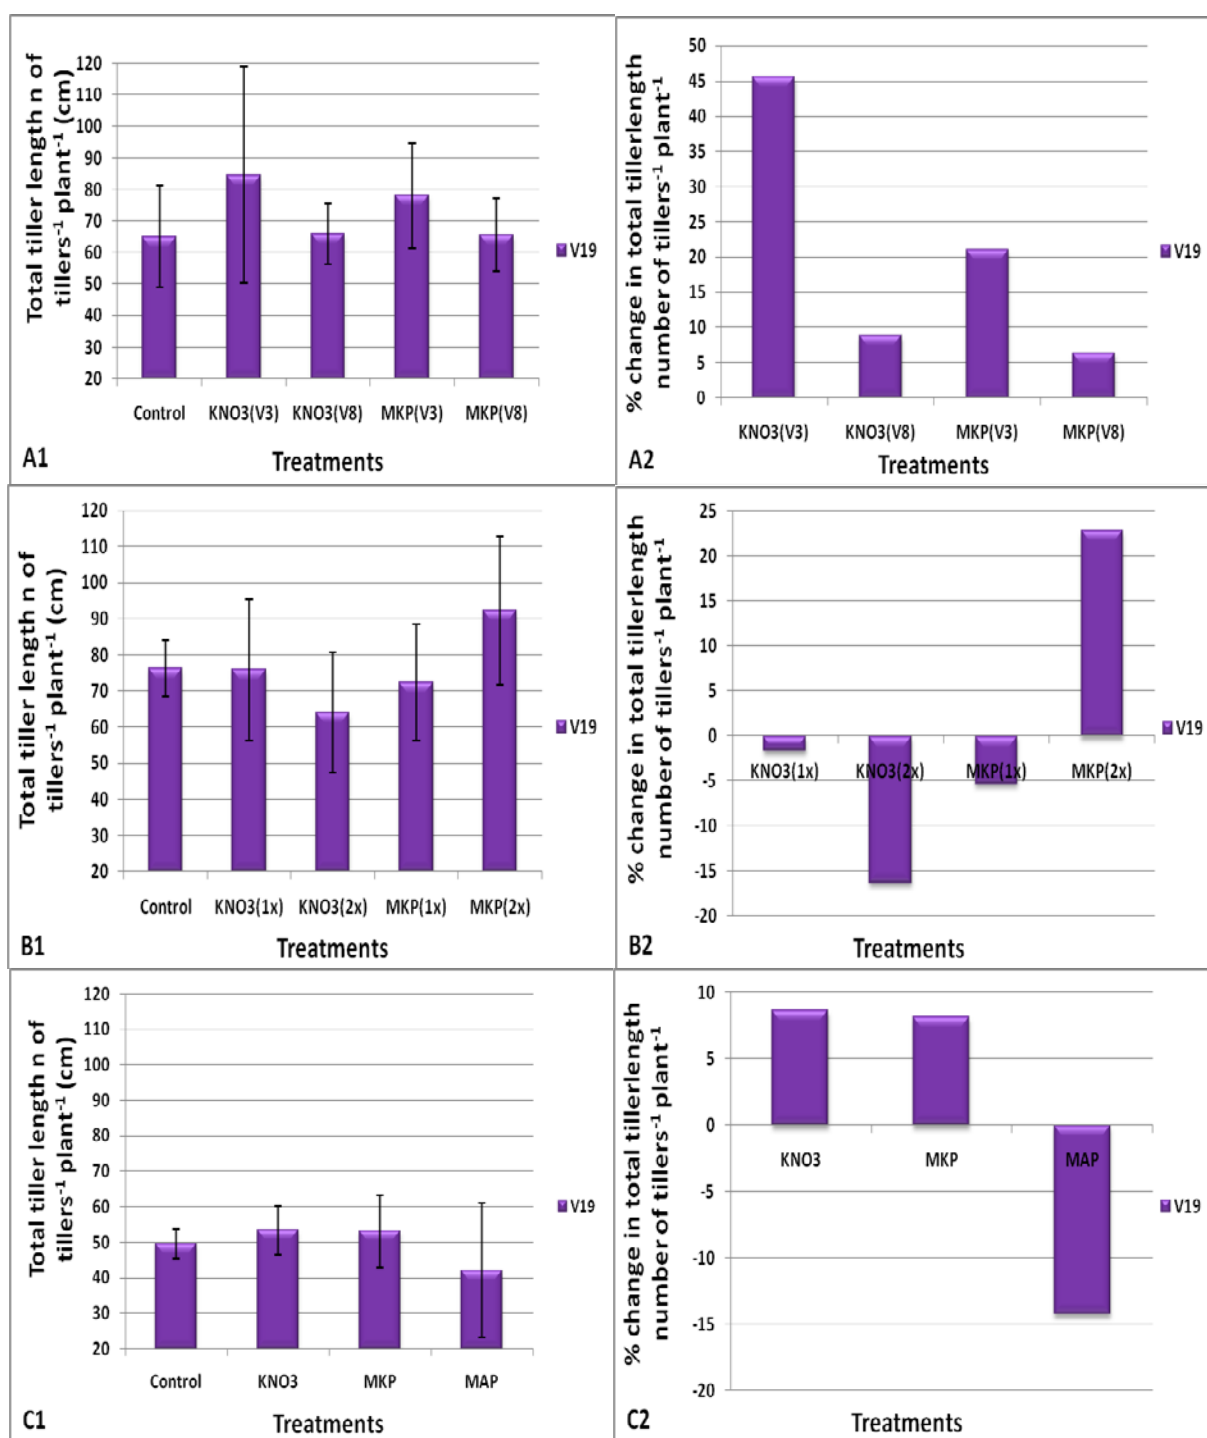 Total tiller length n of
tillers⁻¹ plant⁻¹ (cm)
120
110
100
90
80
70
60
50
40
30
20
Control KNO3(V3) KNO3(V8) MKP(V3) MKP(V8)
Treatments
V19
A1
% change in total tillerlength
number of tillers⁻¹ plant⁻¹
50
45
40
35
30
25
20
15
10
5
0
KNO3(V3) KNO3(V8) MKP(V3) MKP(V8)
Treatments
V19
A2
Total tiller length n of
tillers⁻¹ plant⁻¹ (cm)
120
110
100
90
80
70
60
50
40
30
20
Control KNO3(1x) KNO3(2x) MKP(1x) MKP(2x)
Treatments
V19
B1
% change in total tillerlength
number of tillers⁻¹ plant⁻¹
25
20
15
10
5
0
-5
-10
-15
-20
KNO3(1x) KNO3(2x) MKP(1x) MKP(2x)
Treatments
V19
B2
Total tiller length n of
tillers⁻¹ plant⁻¹ (cm)
120
110
100
90
80
70
60
50
40
30
20
Control KNO3 MKP MAP
Treatments
V19
C1
% change in total tillerlength
number of tillers⁻¹ plant⁻¹
10
5
0
-5
-10
-15
-20
KNO3 MKP MAP
Treatments
V19
C2